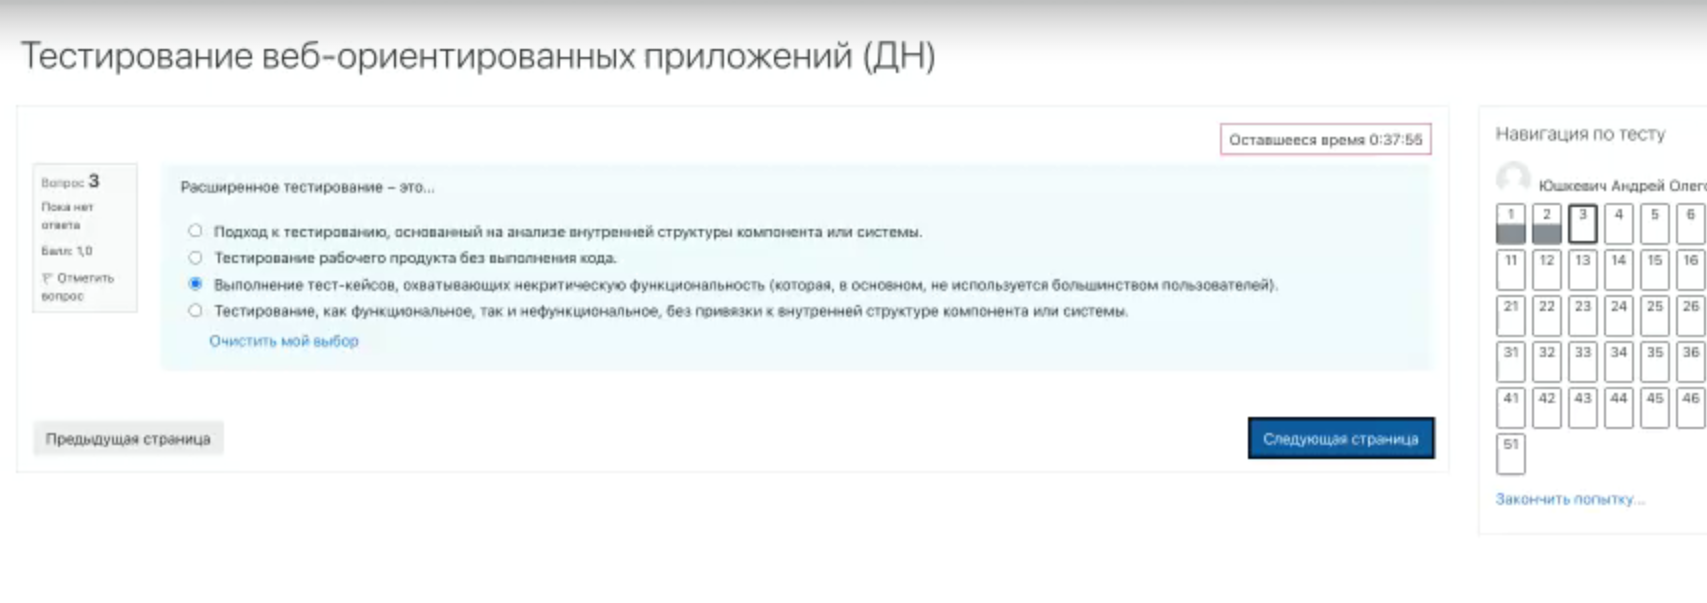 Тестирование веб-ориентированных приложений (ДН)
Оставшееся время 0:37:55
Вопрос 3
Пока нет
ответа
Балл: 1,0
Отметить
вопрос
Расширенное тестирование – это...
Подход к тестированию, основанный на анализе внутренней структуры компонента или системы.
Тестирование рабочего продукта без выполнения кода.
Выполнение тест-кейсов, охватывающих некритическую функциональность (которая, в основном, не используется большинством пользователей).
Тестирование, как функциональное, так и нефункциональное, без привязки к внутренней структуре компонента или системы.
Очистить мой выбор
Предыдущая страница
Следующая страница
Навигация по тесту
Юшкевич Андрей Олего
1 2 3 4 5 6
11 12 13 14 15 16
21 22 23 24 25 26
31 32 33 34 35 36
41 42 43 44 45 46
51
Закончить попытку...